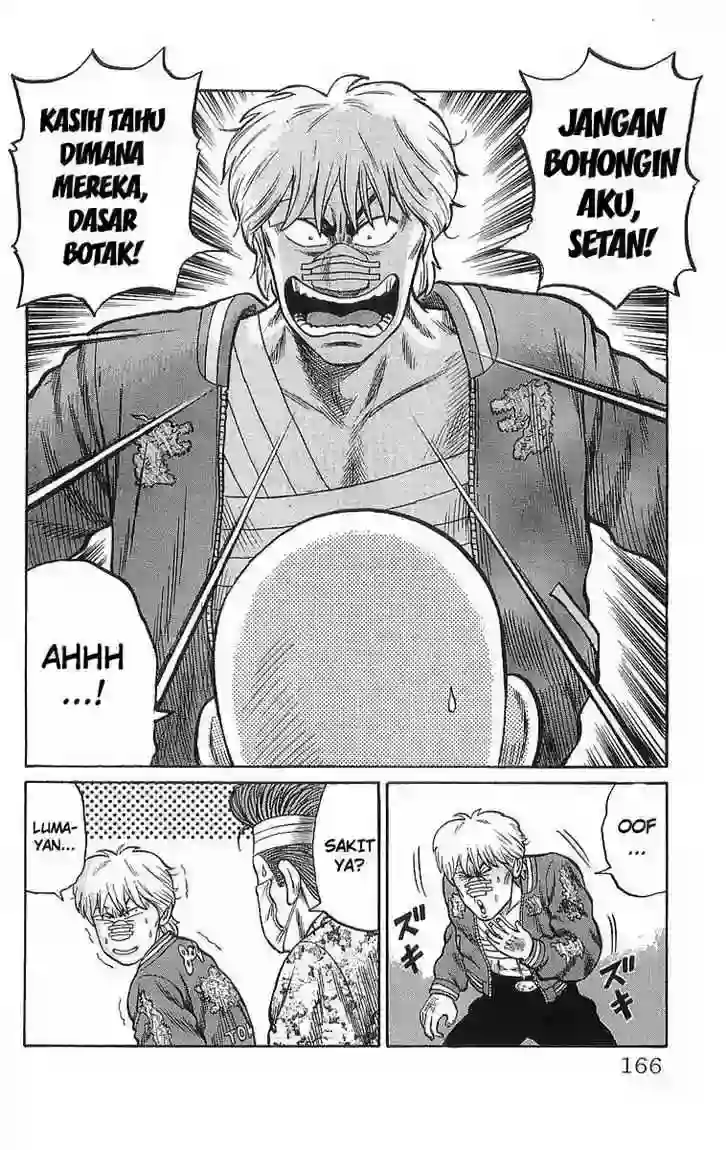 JANGAN
BOHONGIN
AKU,
SETAN!
KASIH TAHU
DIMANA
MEREKA,
DASAR
BOTAK!
AHHH
...!
OOF
...
ズキ
ズキ
SAKIT
YA?
LUMA-
YAN...
TOU
166